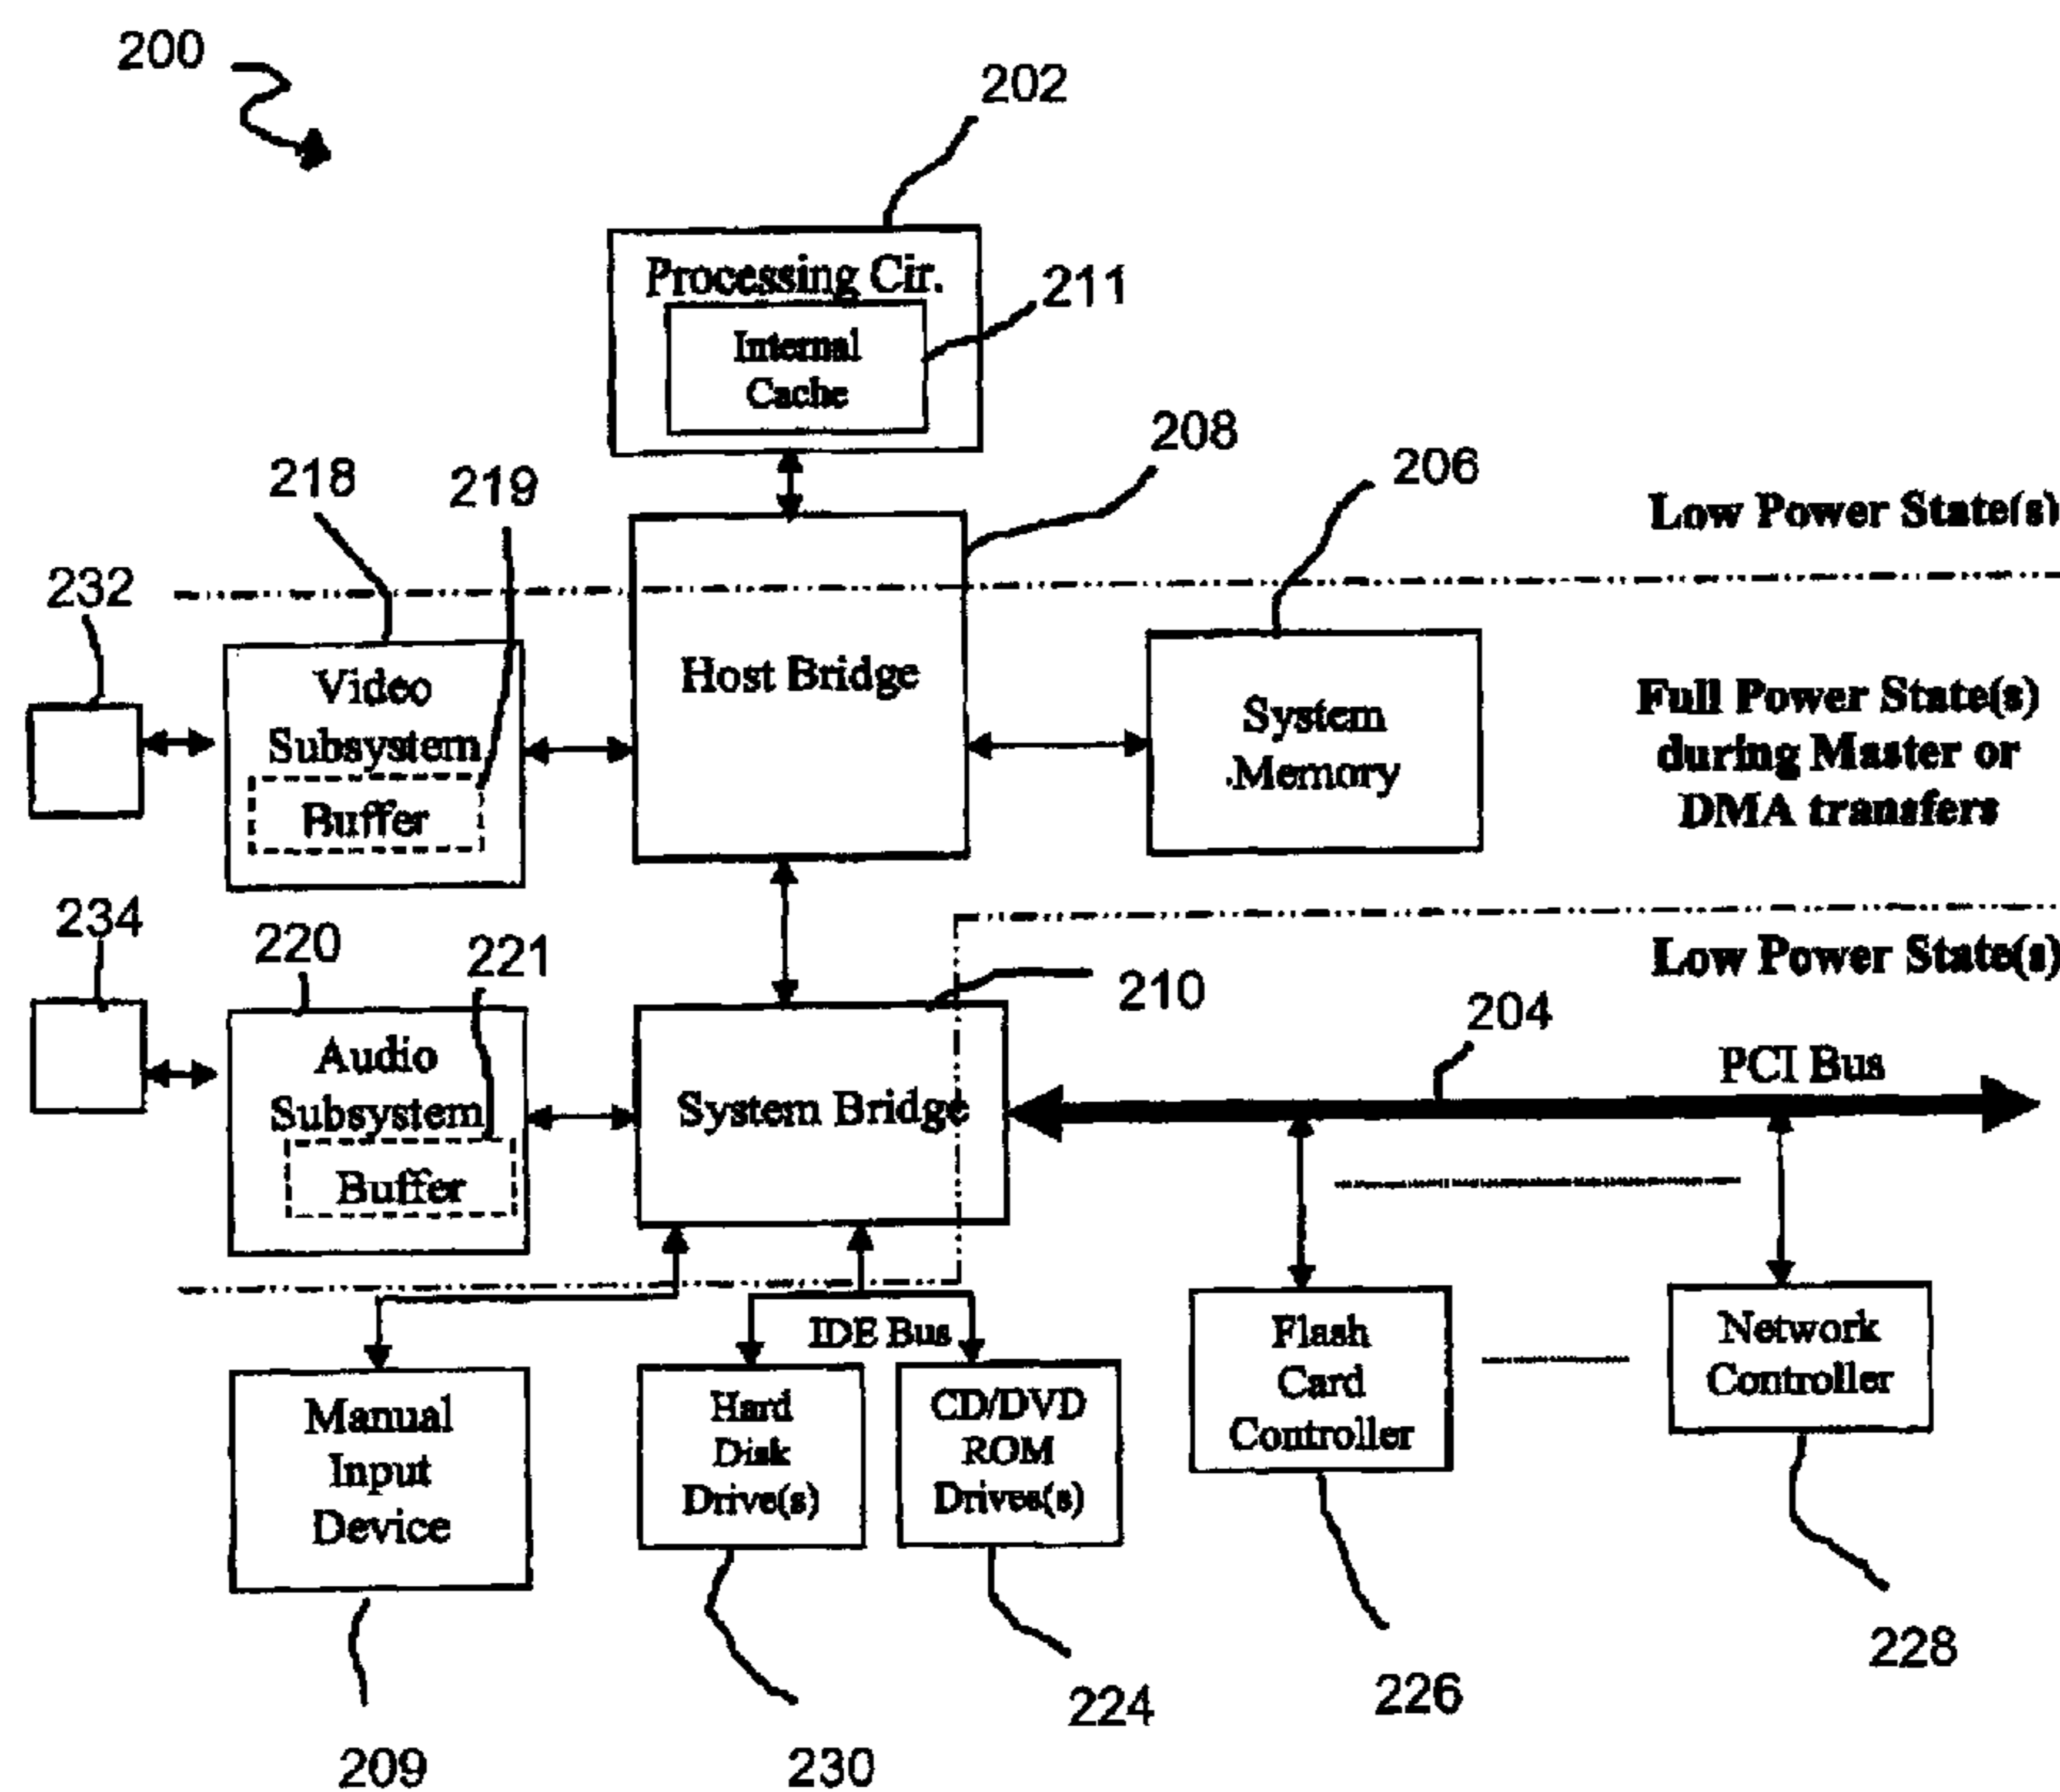 200
202
Processing Cir.
211
Internal
Cache
208
218
219
206
Low Power State(s)
232
Video
Subsystem
Buffer
Host Bridge
System
Memory
Full Power State(s)
during Master or
DMA transfers
234
220
221
210
Low Power State(s)
204
PCI Bus
Audio
Subsystem
Buffer
System Bridge
IDE Bus
Manual
Input
Device
Hard
Disk
Drive(s)
CD/DVD
ROM
Drives(s)
Flash
Card
Controller
Network
Controller
209
230
224
226
228